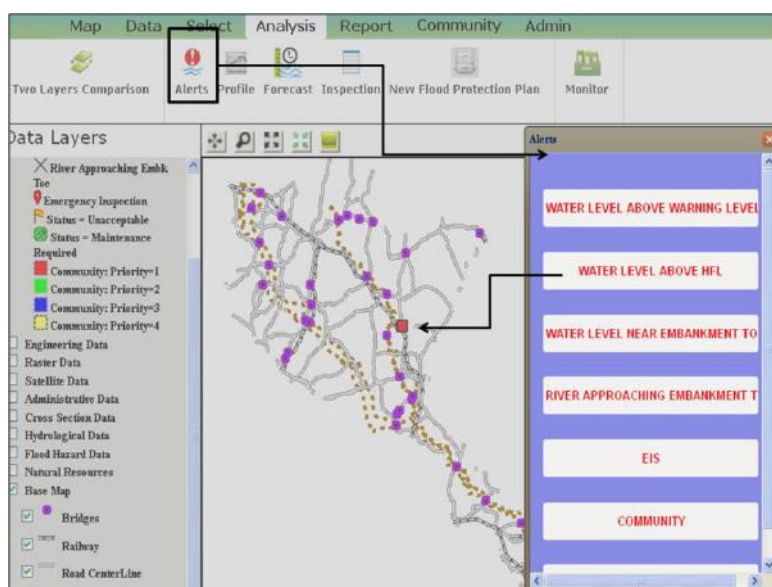 Map Data Select Analysis Report Community Admin
Two Layers Comparison Alerts Profile Forecast Inspection New Flood Protection Plan Monitor
Data Layers
River Approaching Embk
Toe
Emergency Inspection
Status = Unacceptable
Status = Maintenance
Required
Community: Priority=1
Community: Priority=2
Community: Priority=3
Community: Priority=4
Engineering Data
Raster Data
Satellite Data
Administrative Data
Cross Section Data
Hydrological Data
Flood Hazard Data
Natural Resources
Base Map
Bridges
Railway
Road CenterLine
Alerts
WATER LEVEL ABOVE WARNING LEVEL
WATER LEVEL ABOVE HFL
WATER LEVEL NEAR EMBANKMENT TO
RIVER APPROACHING EMBANKMENT T
EIS
COMMUNITY